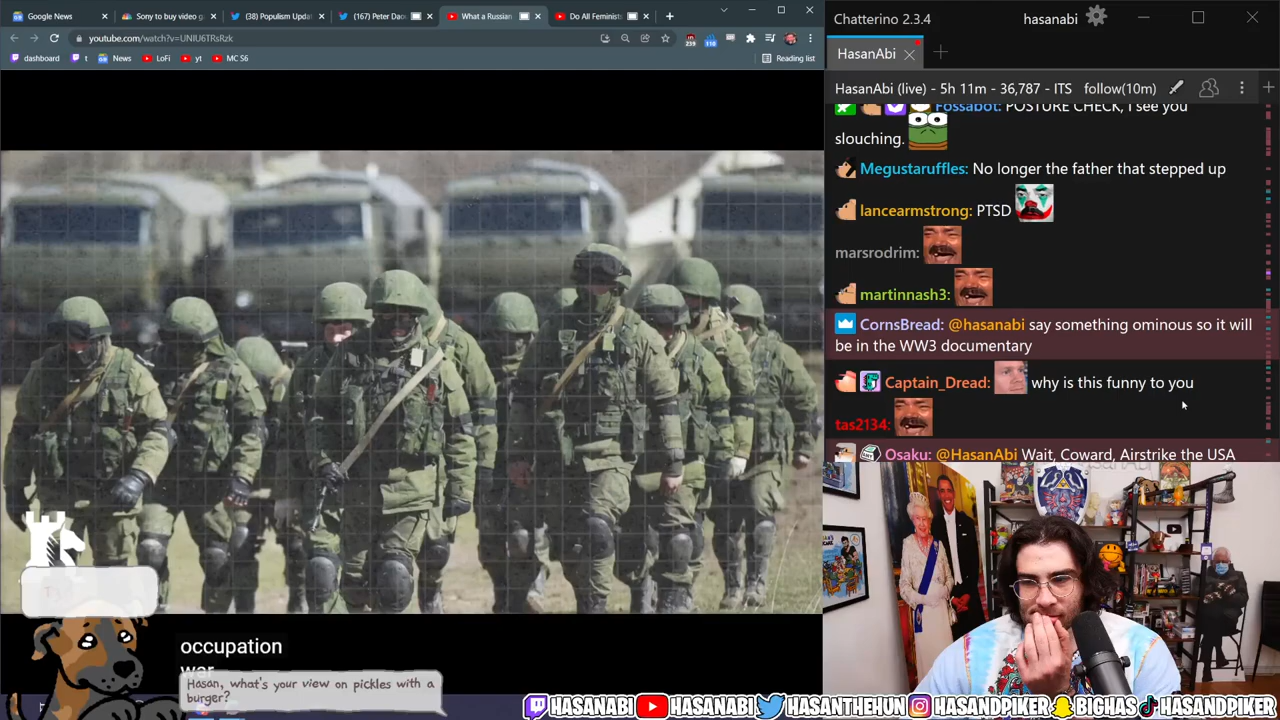 Google News
Sony to buy video g
(38) Populism Updat
(167) Peter Dao
What a Russian
Do All Feminist
youtube.com/watch?v=UNIU6TRsRzk
239
118
dashboard
t
News
LoFi
yt
MC S6
Reading list
occupation
war
Hasan, what's your view on pickles with a
burger?
Chatterino 2.3.4
hasanabi
HasanAbi
HasanAbi (live) - 5h 11m - 36,787 - ITS
follow(10m)
Fossabot: POSTURE CHECK, I see you
slouching.
Megustaruffles: No longer the father that stepped up
lancearmstrong: PTSD
marsrodrim:
martinnash3:
CornsBread: @hasanabi say something ominous so it will
be in the WW3 documentary
Captain_Dread: why is this funny to you
tas2134:
Osaku: @HasanAbi Wait, Coward, Airstrike the USA
HASANABI
HASANABI
HASANTHEHUN
HASANDPIKER
BIGHAS
HASANDPIKER